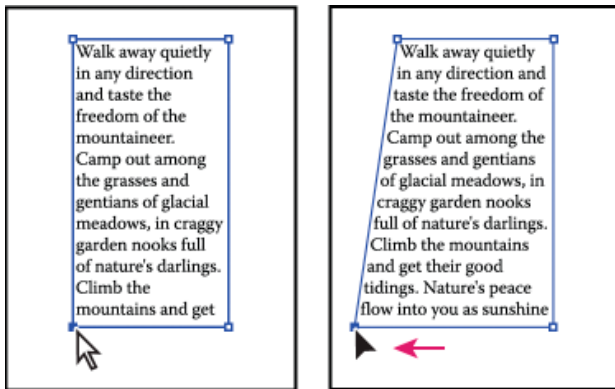 Walk away quietly
in any direction
and taste the
freedom of the
mountaineer.
Camp out among
the grasses and
gentians of glacial
meadows, in craggy
garden nooks full
of nature's darlings.
Climb the
mountains and get
Walk away quietly
in any direction and
taste the freedom of
the mountaineer.
Camp out among the
grasses and gentians
of glacial meadows, in
craggy garden nooks
full of nature's darlings.
Climb the mountains
and get their good
tidings. Nature's peace
flow into you as sunshine